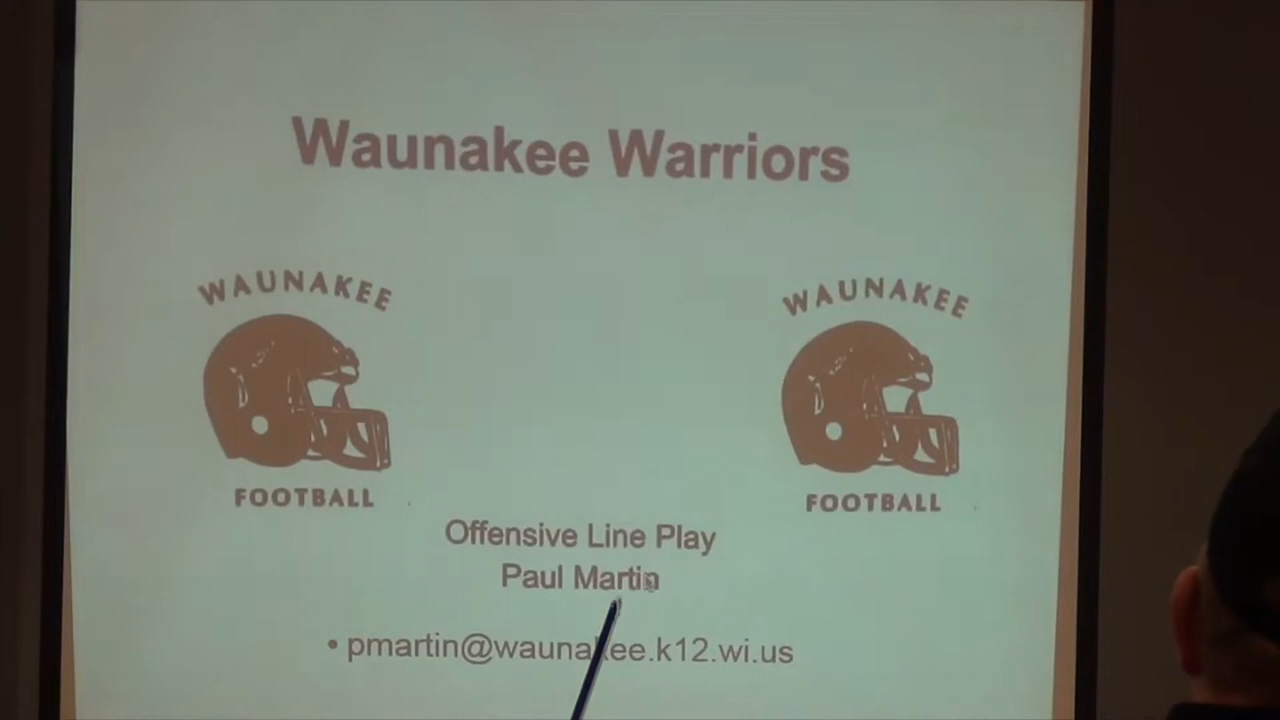 Waunakee Warriors
WAUNAKEE
WAUNAKEE
FOOTBALL
FOOTBALL
Offensive Line Play
Paul Martin
• pmartin@waunakee.k12.wi.us